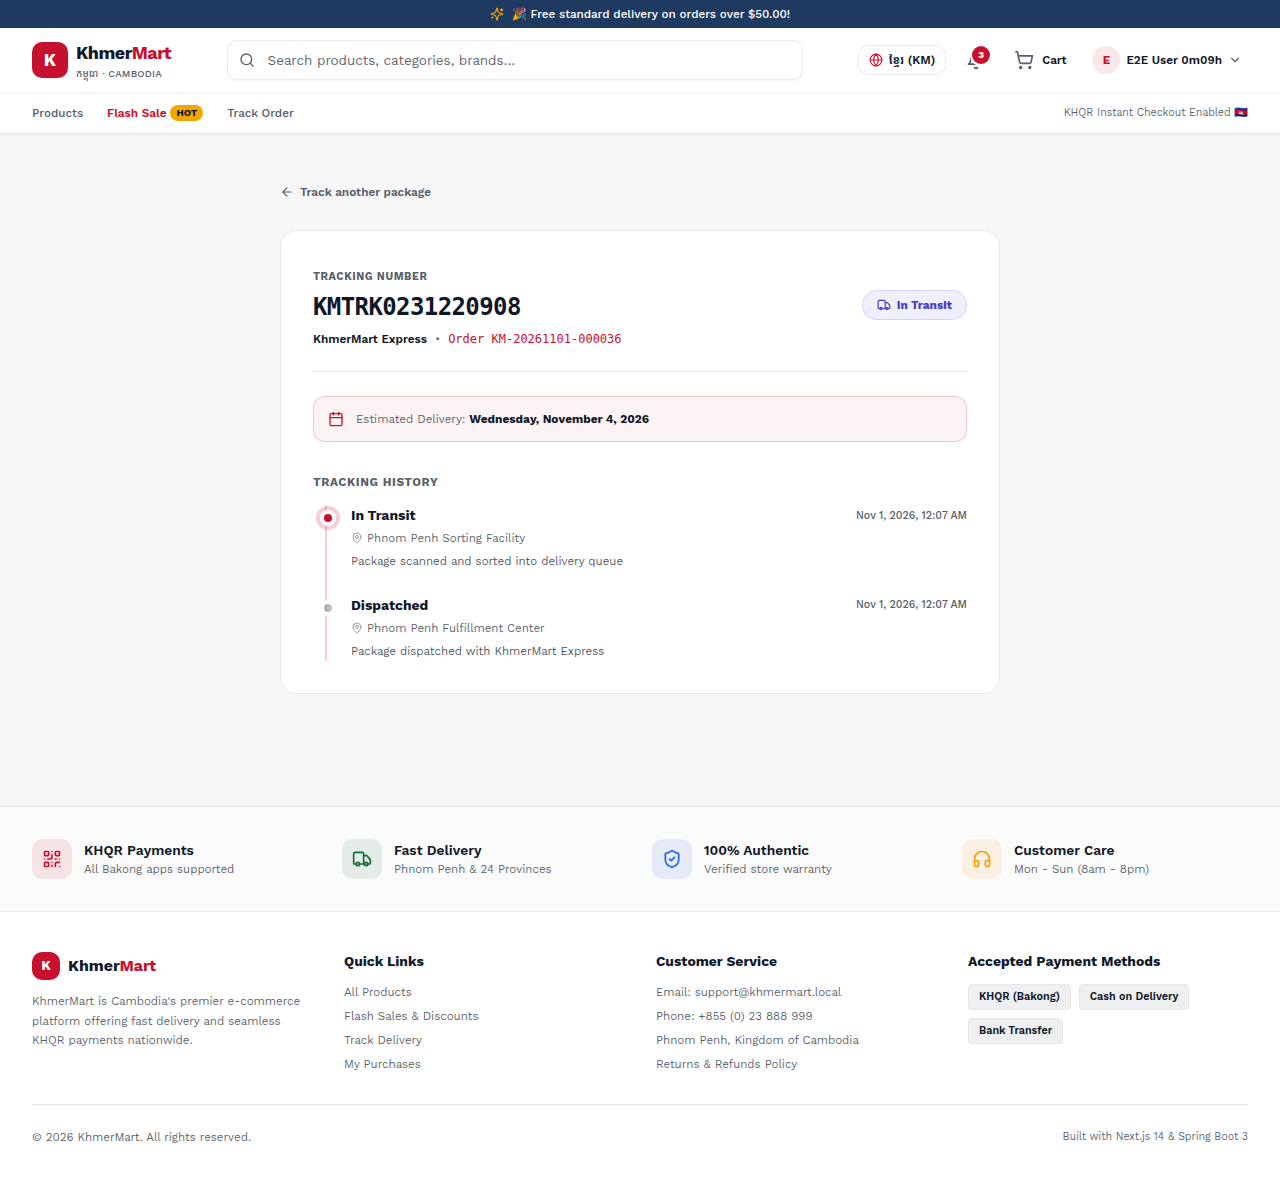 ✨ 🎉 Free standard delivery on orders over $50.00!
K KhmerMart
កម្ពុជា · CAMBODIA
Search products, categories, brands...
ខ្មែរ (KM)
3
Cart
E E2E User 0m09h
Products Flash Sale HOT Track Order
KHQR Instant Checkout Enabled 🇰🇭
Track another package
TRACKING NUMBER
KMTRK0231220908
In Transit
KhmerMart Express • Order KM-20261101-000036
Estimated Delivery: Wednesday, November 4, 2026
TRACKING HISTORY
In Transit Nov 1, 2026, 12:07 AM
Phnom Penh Sorting Facility
Package scanned and sorted into delivery queue
Dispatched Nov 1, 2026, 12:07 AM
Phnom Penh Fulfillment Center
Package dispatched with KhmerMart Express
KHQR Payments
All Bakong apps supported
Fast Delivery
Phnom Penh & 24 Provinces
100% Authentic
Verified store warranty
Customer Care
Mon - Sun (8am - 8pm)
K KhmerMart
KhmerMart is Cambodia's premier e-commerce
platform offering fast delivery and seamless
KHQR payments nationwide.
Quick Links
All Products
Flash Sales & Discounts
Track Delivery
My Purchases
Customer Service
Email: support@khmermart.local
Phone: +855 (0) 23 888 999
Phnom Penh, Kingdom of Cambodia
Returns & Refunds Policy
Accepted Payment Methods
KHQR (Bakong) Cash on Delivery
Bank Transfer
© 2026 KhmerMart. All rights reserved.
Built with Next.js 14 & Spring Boot 3